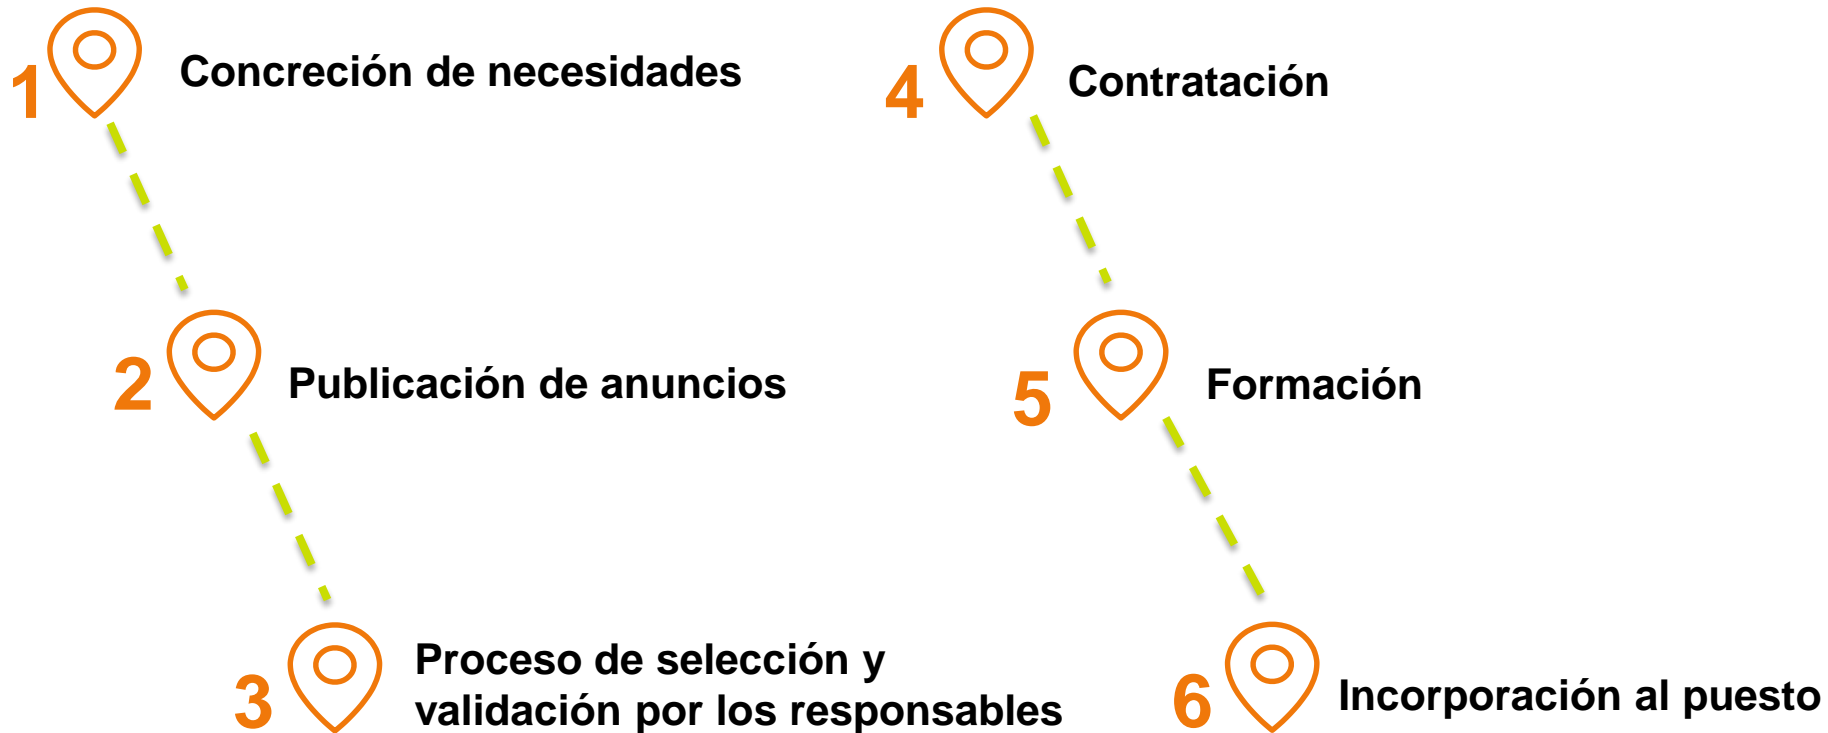 1 Concreción de necesidades
2 Publicación de anuncios
3 Proceso de selección y
validación por los responsables
4 Contratación
5 Formación
6 Incorporación al puesto